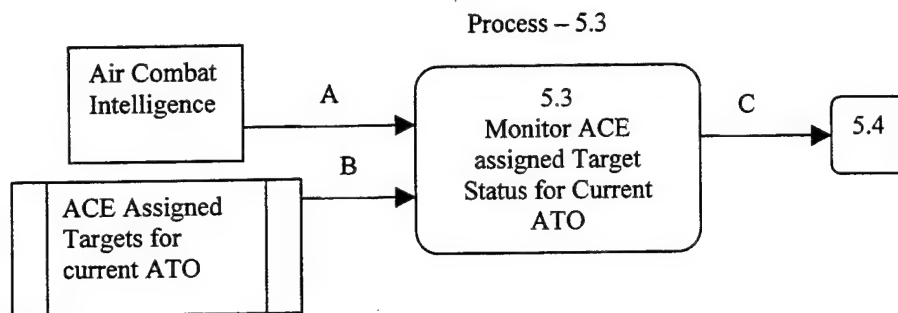 Process – 5.3
Air Combat
Intelligence
A
B
ACE Assigned
Targets for
current ATO
5.3
Monitor ACE
assigned Target
Status for Current
ATO
C
5.4